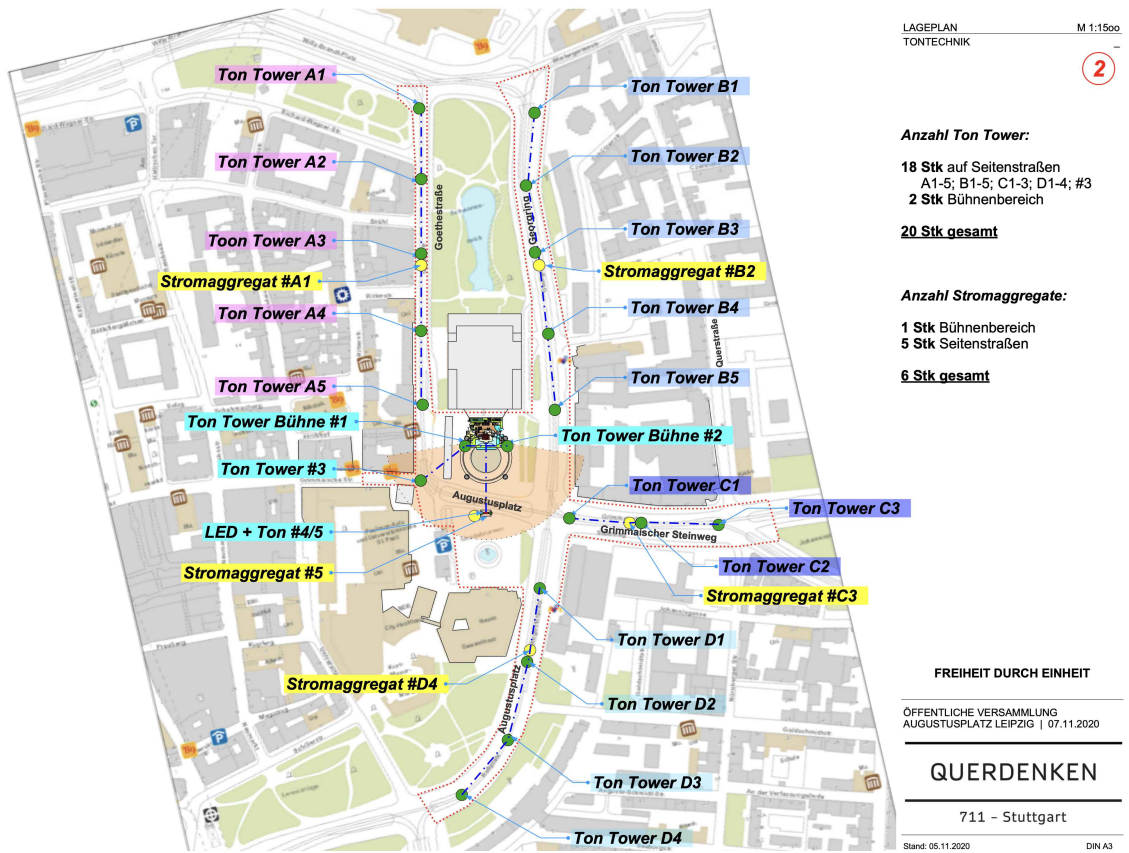 LAGEPLAN M 1:15oo
TONTECHNIK _
2
Anzahl Ton Tower:
18 Stk auf Seitenstraßen
A1-5; B1-5; C1-3; D1-4; #3
2 Stk Bühnenbereich
20 Stk gesamt
Anzahl Stromaggregate:
1 Stk Bühnenbereich
5 Stk Seitenstraßen
6 Stk gesamt
Willy-Brandt-Platz
Ton Tower A1
Ton Tower B1
Richard-Wagner-Str.
Ton Tower A2
Ton Tower B2
Goethestraße
Georgiring
Brühl
Toon Tower A3
Ton Tower B3
Stromaggregat #A1
Stromaggregat #B2
Ton Tower A4
Ton Tower B4
Querstraße
Ton Tower A5
Ton Tower B5
Ton Tower Bühne #1
Ton Tower Bühne #2
Ton Tower #3
Ton Tower C1
Augustusplatz
Ton Tower C3
LED + Ton #4/5
Grimmaischer Steinweg
Ton Tower C2
Stromaggregat #5
Stromaggregat #C3
Ton Tower D1
Stromaggregat #D4
Augustusplatz
Ton Tower D2
Ton Tower D3
Ton Tower D4
FREIHEIT DURCH EINHEIT
ÖFFENTLICHE VERSAMMLUNG
AUGUSTUSPLATZ LEIPZIG | 07.11.2020
QUERDENKEN
711 – Stuttgart
Stand: 05.11.2020 DIN A3